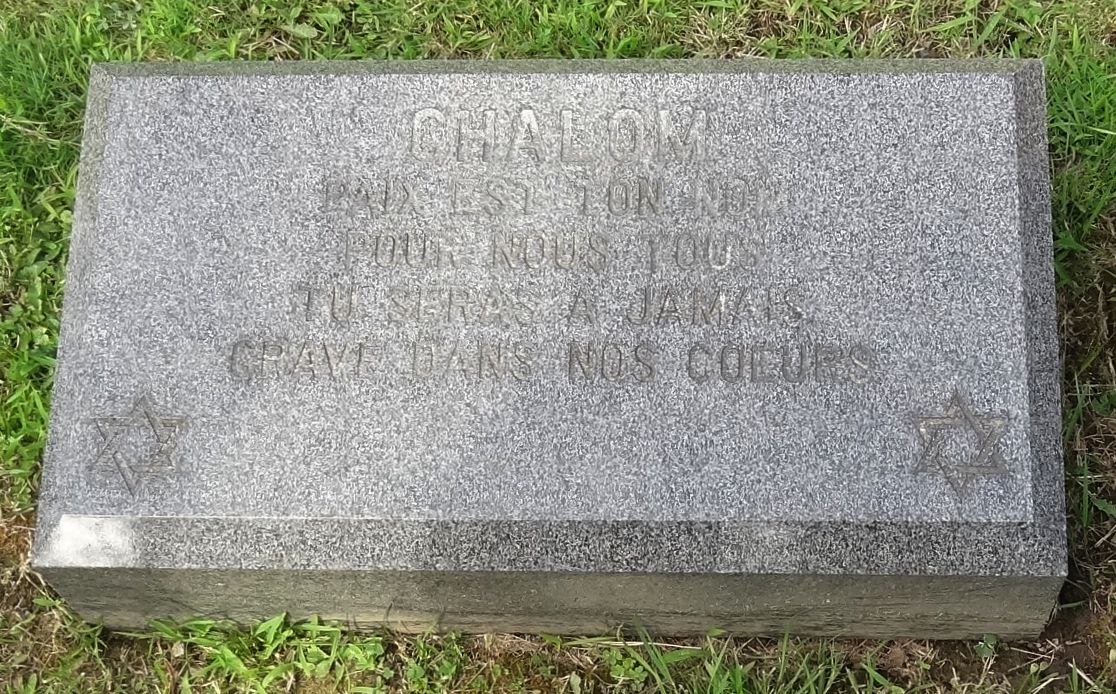 CHALOM
PAIX EST TON NOM
POUR NOUS TOUS
TU SERAS A JAMAIS
GRAVE DANS NOS COEURS